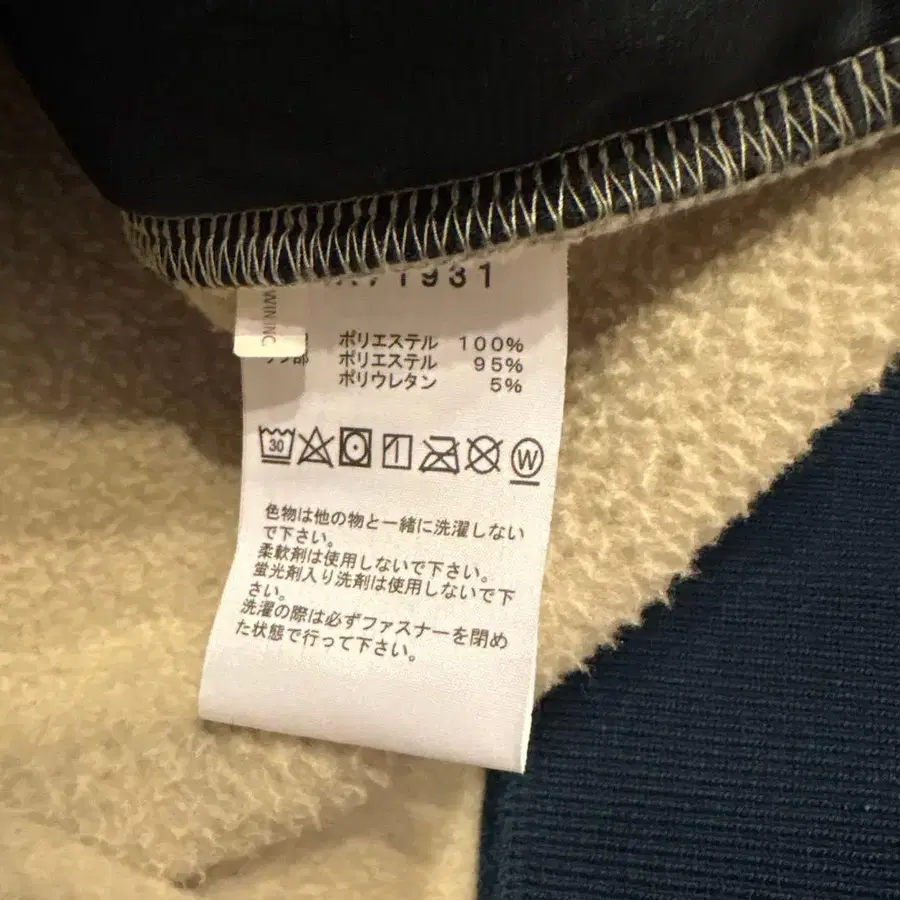 71931
WIN INC
ポリエステル 100%
部 ポリエステル 95%
ポリウレタン 5%
30
W
色物は他の物と一緒に洗濯しない
で下さい。
柔軟剤は使用しないで下さい。
蛍光剤入り洗剤は使用しないで下
さい。
洗濯の際は必ずファスナーを閉め
た状態で行って下さい。